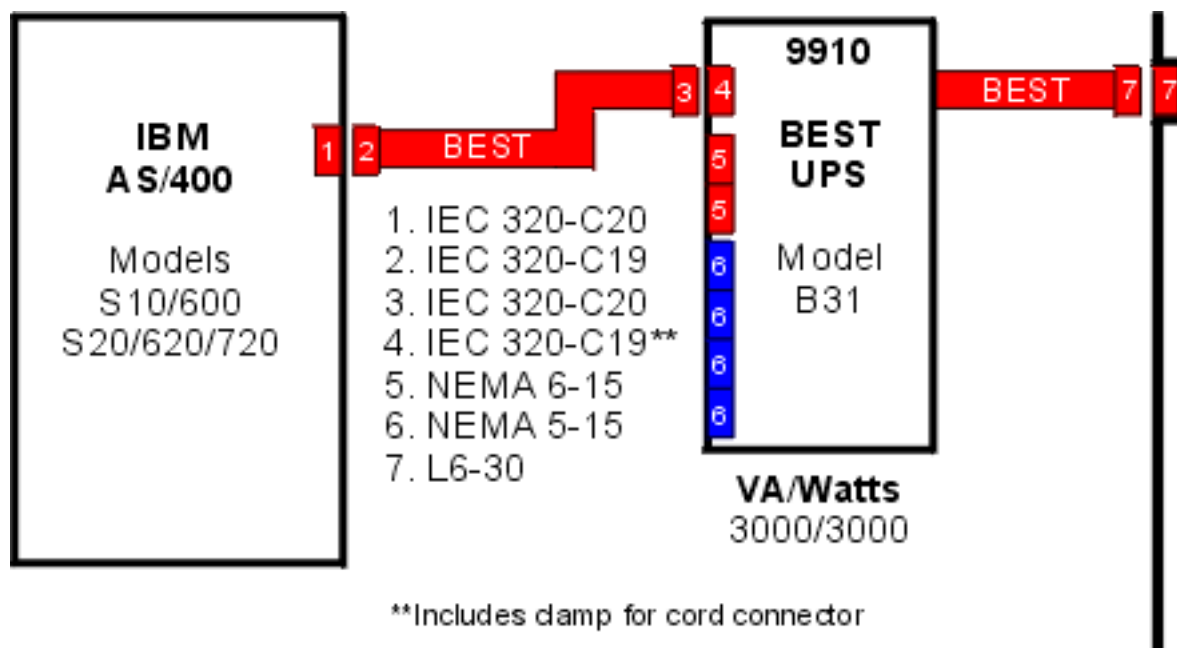 IBM
AS/400
Models
S10/600
S20/620/720
1
2
BEST
3
1. IEC 320-C20
2. IEC 320-C19
3. IEC 320-C20
4. IEC 320-C19**
5. NEMA 6-15
6. NEMA 5-15
7. L6-30
9910
BEST
UPS
Model
B31
4
5
5
6
6
6
6
VA/Watts
3000/3000
BEST
7
7
**Includes clamp for cord connector